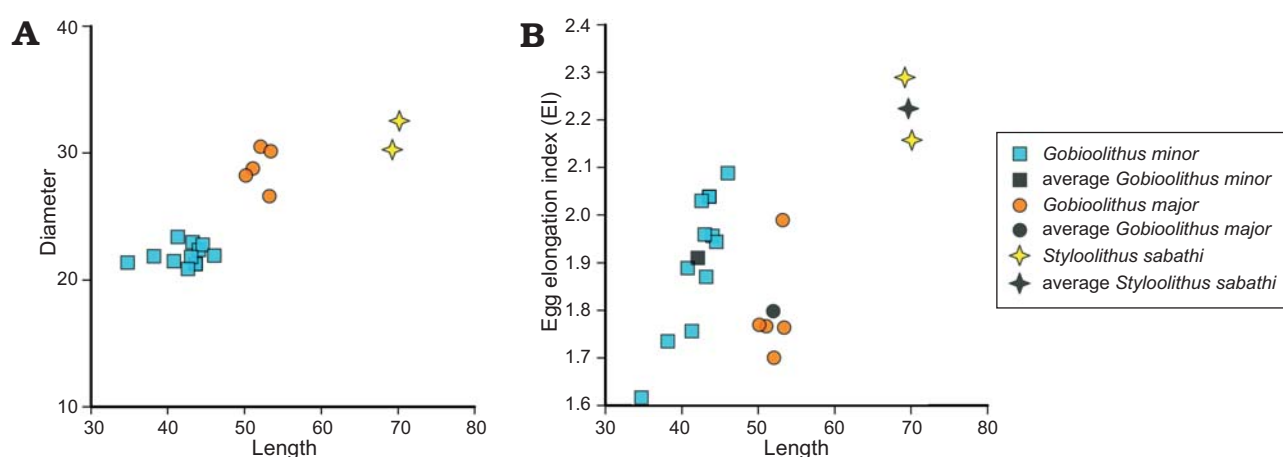 A
40
30
20
10
Diameter
30 40 50 60 70 80
Length
B
2.4
2.3
2.2
2.1
2.0
1.9
1.8
1.7
1.6
Egg elongation index (EI)
30 40 50 60 70 80
Length
Gobioolithus minor
average Gobioolithus minor
Gobioolithus major
average Gobioolithus major
Styloolithus sabathi
average Styloolithus sabathi